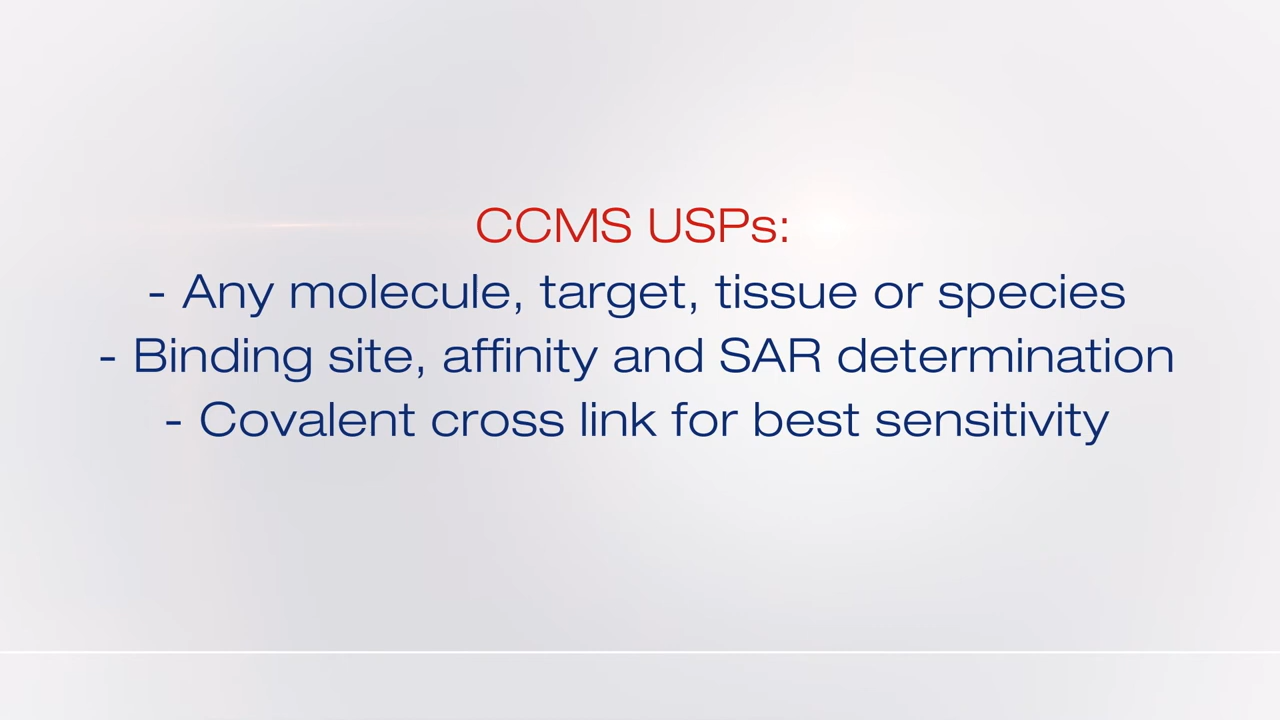 CCMS USPs:
- Any molecule, target, tissue or species
- Binding site, affinity and SAR determination
- Covalent cross link for best sensitivity